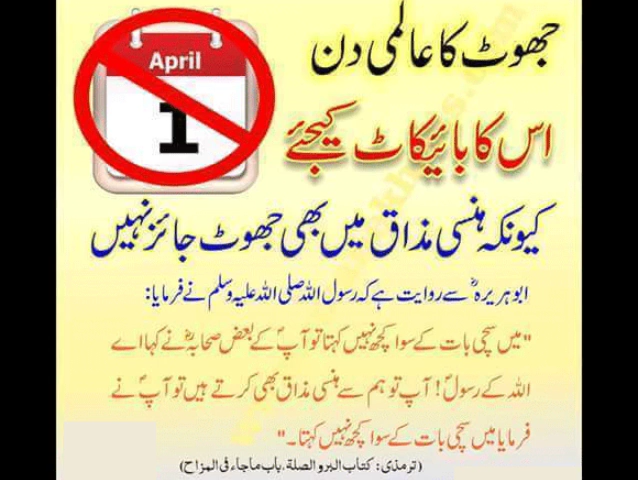 April
1
جھوٹ کا عالمی دن
اس کا بائیکاٹ کیجئے
کیونکہ ہنسی مذاق میں بھی جھوٹ جائز نہیں
ابو ہریرہؓ سے روایت ہے کہ رسول اللہ صلی اللہ علیہ وسلم نے فرمایا:
"میں سچی بات کے سوا کچھ نہیں کہتا تو آپؐ کے بعض صحابہؓ نے کہا اے
اللہ کے رسولؐ! آپ تو ہم سے ہنسی مذاق بھی کرتے ہیں تو آپؐ نے
فرمایا میں سچی بات کے سوا کچھ نہیں کہتا۔"
(ترمذی: کتاب البر و الصلة، باب ماجاء فی المزاح)